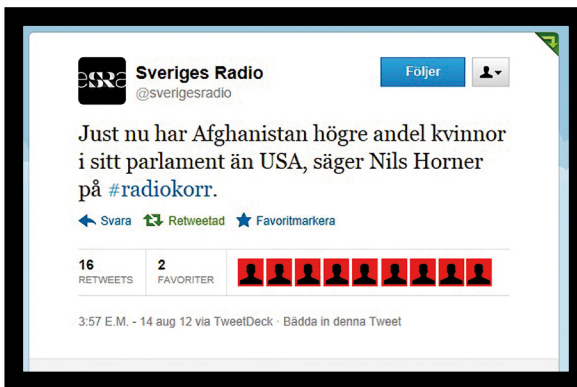 Sveriges Radio
@sverigesradio
Följer
Just nu har Afghanistan högre andel kvinnor
i sitt parlament än USA, säger Nils Horner
på #radiokorr.
Svara Retweetad Favoritmarkera
16 2
RETWEETS FAVORITER
3:57 E.M. - 14 aug 12 via TweetDeck · Bädda in denna Tweet